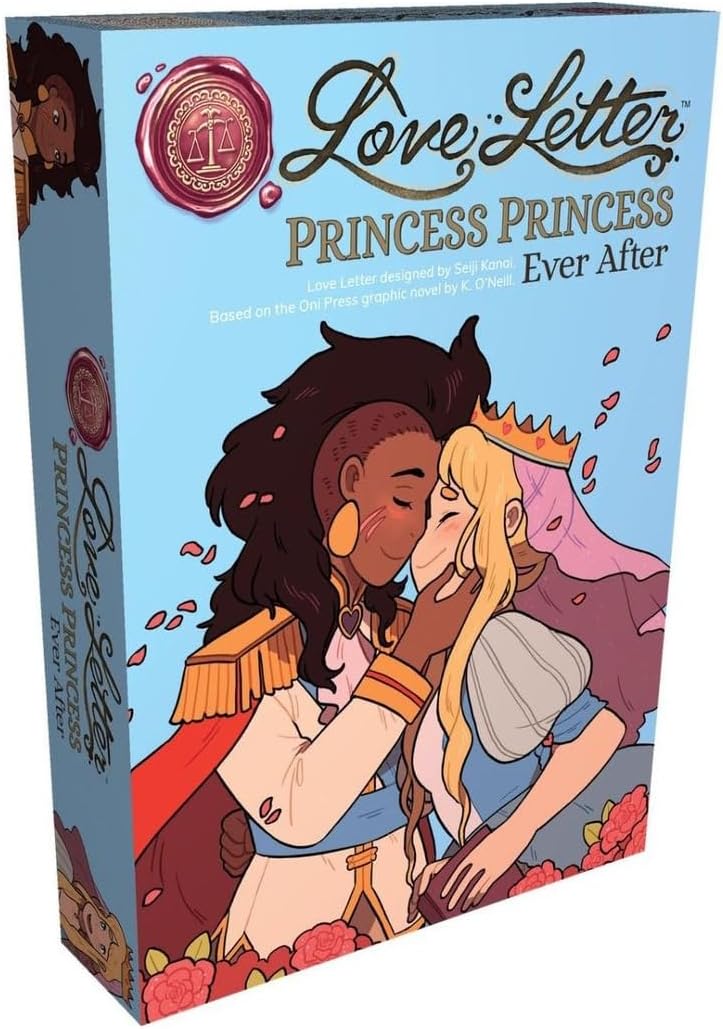 Love Letter™
PRINCESS PRINCESS
Ever After
Love Letter designed by Seiji Kanai.
Based on the Oni Press graphic novel by K. O'Neill.
Love Letter
PRINCESS PRINCESS
Ever After